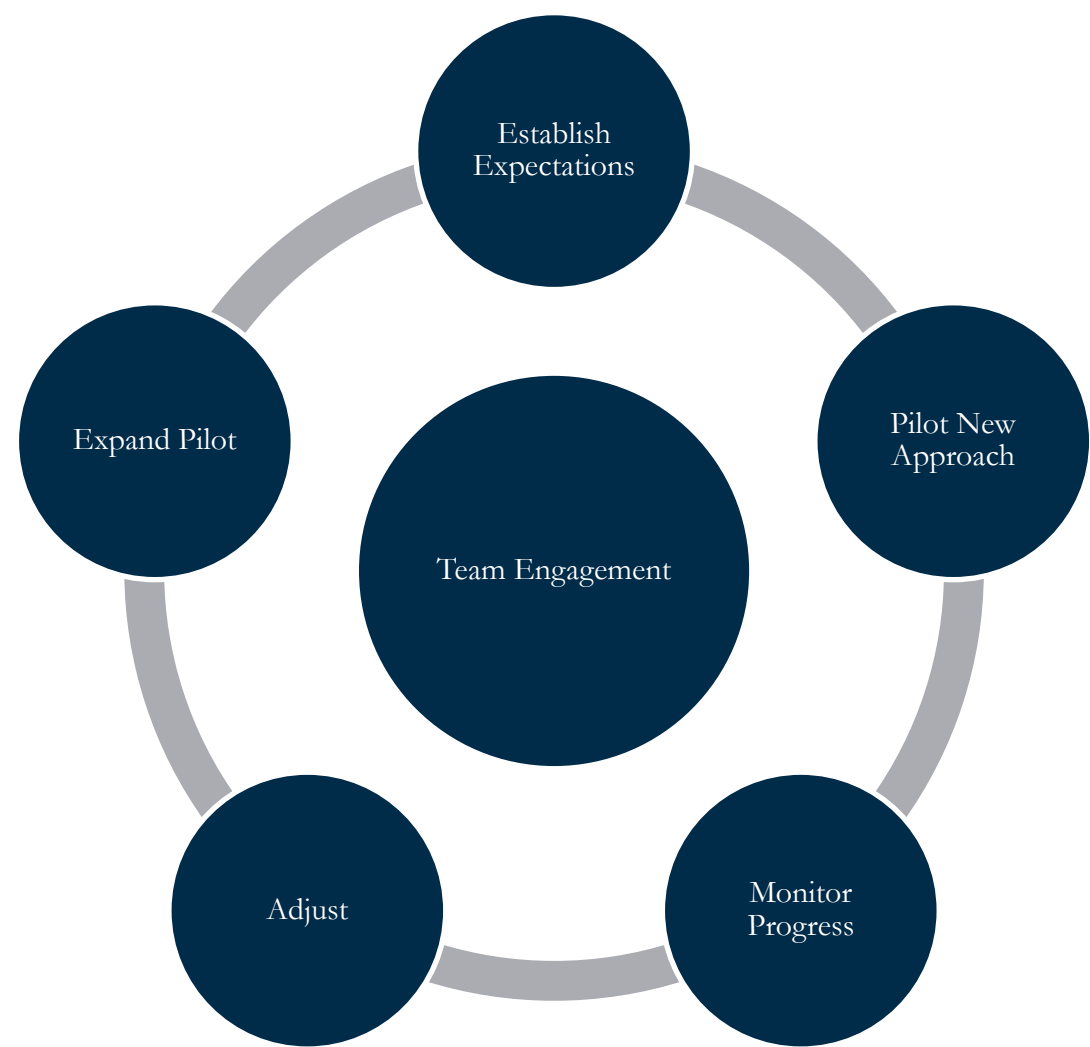 Establish
Expectations
Pilot New
Approach
Monitor
Progress
Adjust
Expand Pilot
Team Engagement